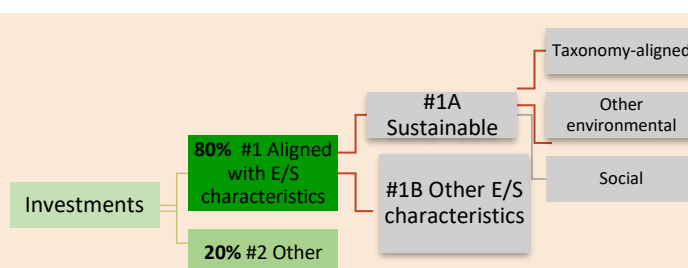 Investments
80% #1 Aligned
with E/S
characteristics
20% #2 Other
#1A
Sustainable
#1B Other E/S
characteristics
Taxonomy-aligned
Other
environmental
Social